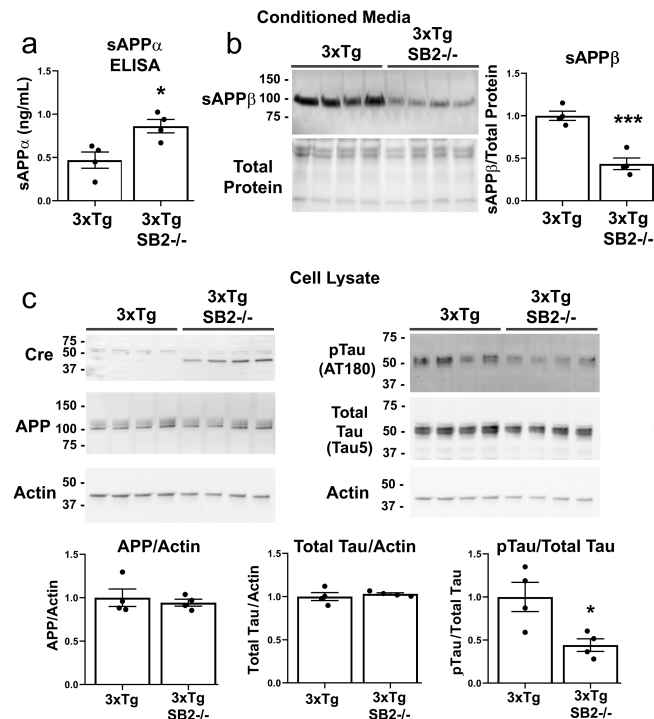 Conditioned Media
a
sAPPα
ELISA
sAPPα (ng/mL)
1.5
1.0
0.5
0.0
*
3xTg
3xTg
SB2-/-
b
3xTg
3xTg
SB2-/-
sAPPβ
150 -
100 -
75 -
Total
Protein
sAPPβ
sAPPβ/Total Protein
1.5
1.0
0.5
0.0
***
3xTg
3xTg
SB2-/-
Cell Lysate
c
3xTg
3xTg
SB2-/-
Cre
75 -
50 -
37 -
APP
150 -
100 -
75 -
Actin
50 -
37 -
3xTg
3xTg
SB2-/-
pTau
(AT180)
75 -
50 -
37 -
Total
Tau
(Tau5)
75 -
50 -
37 -
Actin
50 -
37 -
APP/Actin
APP/Actin
1.5
1.0
0.5
0.0
3xTg
3xTg
SB2-/-
Total Tau/Actin
Total Tau/Actin
1.5
1.0
0.5
0.0
3xTg
3xTg
SB2-/-
pTau/Total Tau
pTau/Total Tau
1.5
1.0
0.5
0.0
*
3xTg
3xTg
SB2-/-